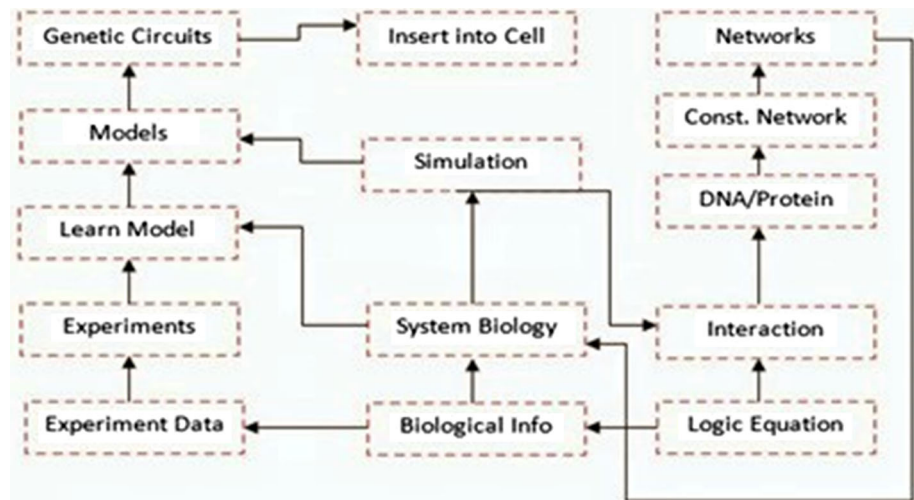 Genetic Circuits
Insert into Cell
Networks
Models
Simulation
Const. Network
DNA/Protein
Learn Model
Experiments
System Biology
Interaction
Experiment Data
Biological Info
Logic Equation